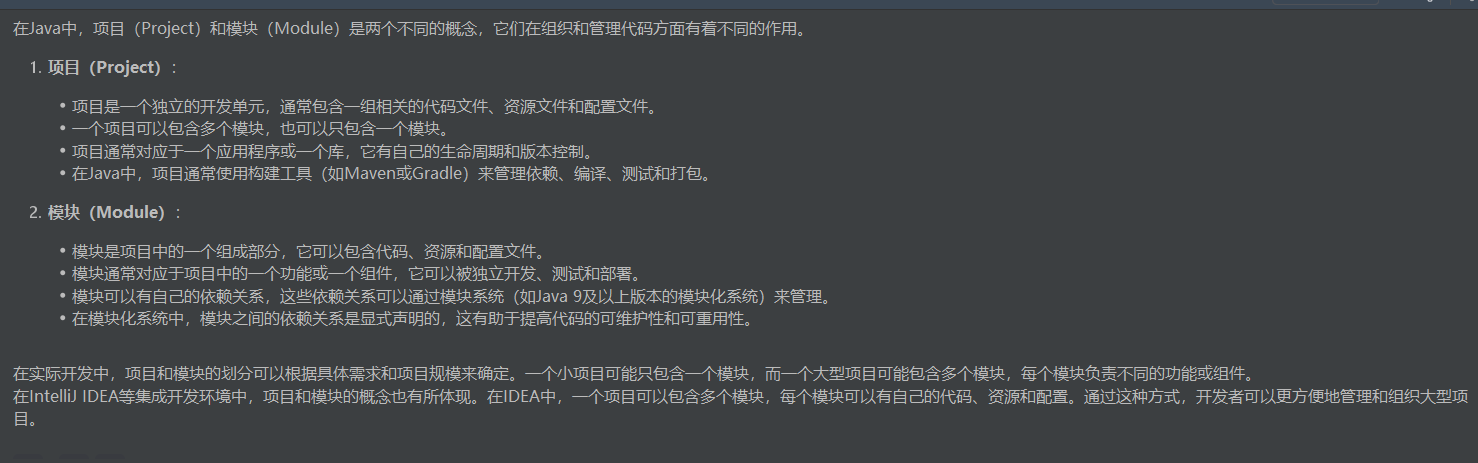 在Java中，项目（Project）和模块（Module）是两个不同的概念，它们在组织和管理代码方面有着不同的作用。
1. 项目（Project）：
• 项目是一个独立的开发单元，通常包含一组相关的代码文件、资源文件和配置文件。
• 一个项目可以包含多个模块，也可以只包含一个模块。
• 项目通常对应于一个应用程序或一个库，它有自己的生命周期和版本控制。
• 在Java中，项目通常使用构建工具（如Maven或Gradle）来管理依赖、编译、测试和打包。
2. 模块（Module）：
• 模块是项目中的一个组成部分，它可以包含代码、资源和配置文件。
• 模块通常对应于项目中的一个功能或一个组件，它可以被独立开发、测试和部署。
• 模块可以有自己的依赖关系，这些依赖关系可以通过模块系统（如Java 9及以上版本的模块化系统）来管理。
• 在模块化系统中，模块之间的依赖关系是显式声明的，这有助于提高代码的可维护性和可重用性。
在实际开发中，项目和模块的划分可以根据具体需求和项目规模来确定。一个小项目可能只包含一个模块，而一个大型项目可能包含多个模块，每个模块负责不同的功能或组件。
在IntelliJ IDEA等集成开发环境中，项目和模块的概念也有所体现。在IDEA中，一个项目可以包含多个模块，每个模块可以有自己的代码、资源和配置。通过这种方式，开发者可以更方便地管理和组织大型项
目。